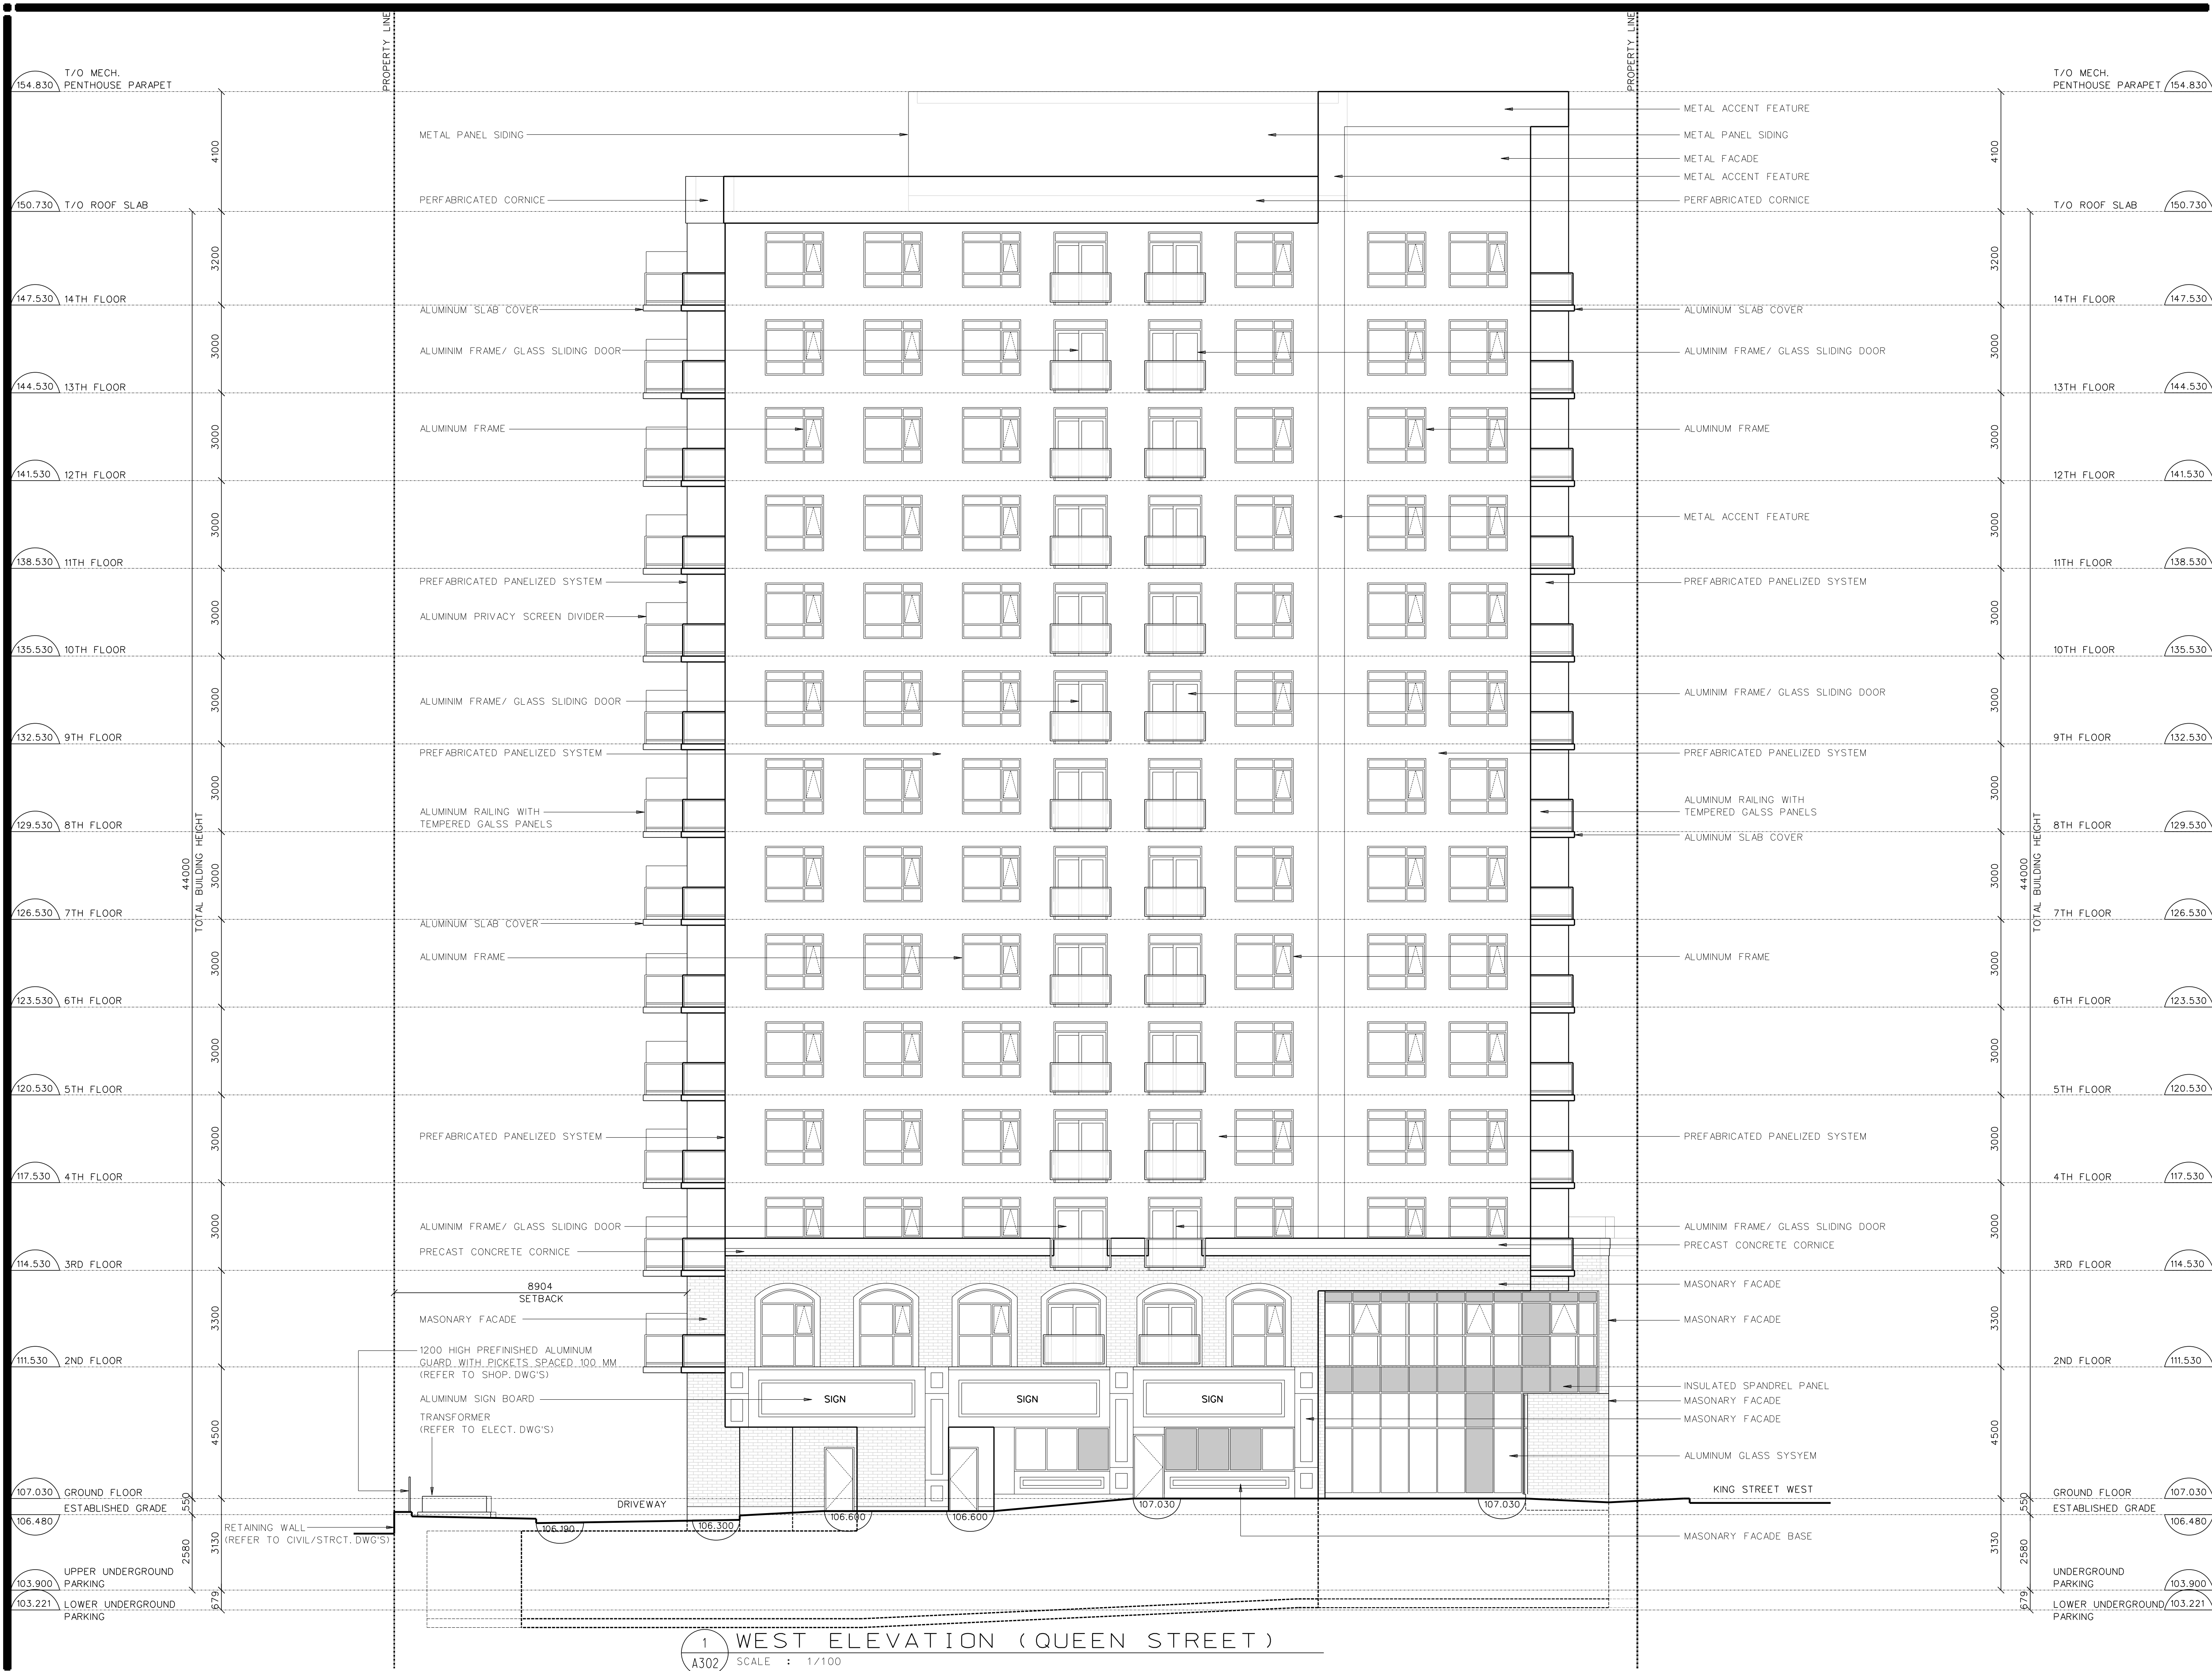 PROPERTY LINE
PROPERTY LINE
T/O MECH.
154.830 PENTHOUSE PARAPET
150.730 T/O ROOF SLAB
147.530 14TH FLOOR
144.530 13TH FLOOR
141.530 12TH FLOOR
138.530 11TH FLOOR
135.530 10TH FLOOR
132.530 9TH FLOOR
129.530 8TH FLOOR
126.530 7TH FLOOR
123.530 6TH FLOOR
120.530 5TH FLOOR
117.530 4TH FLOOR
114.530 3RD FLOOR
111.530 2ND FLOOR
107.030 GROUND FLOOR
ESTABLISHED GRADE
106.480
UPPER UNDERGROUND
103.900 PARKING
103.221 LOWER UNDERGROUND
PARKING
44000
TOTAL BUILDING HEIGHT
550
2580
4100
3200
3000
3000
3000
3000
3000
3000
3000
3000
3000
3000
3000
3300
4500
3130
679
METAL PANEL SIDING
PERFABRICATED CORNICE
ALUMINUM SLAB COVER
ALUMINIM FRAME/ GLASS SLIDING DOOR
ALUMINUM FRAME
PREFABRICATED PANELIZED SYSTEM
ALUMINUM PRIVACY SCREEN DIVIDER
ALUMINIM FRAME/ GLASS SLIDING DOOR
PREFABRICATED PANELIZED SYSTEM
ALUMINUM RAILING WITH
TEMPERED GALSS PANELS
ALUMINUM SLAB COVER
ALUMINUM FRAME
PREFABRICATED PANELIZED SYSTEM
ALUMINIM FRAME/ GLASS SLIDING DOOR
PRECAST CONCRETE CORNICE
8904
SETBACK
MASONARY FACADE
1200 HIGH PREFINISHED ALUMINUM
GUARD WITH PICKETS SPACED 100 MM
(REFER TO SHOP. DWG'S)
ALUMINUM SIGN BOARD
TRANSFORMER
(REFER TO ELECT. DWG'S)
RETAINING WALL
(REFER TO CIVIL/STRCT. DWG'S)
DRIVEWAY
SIGN
SIGN
SIGN
106.190
106.300
106.600
106.600
107.030
107.030
METAL ACCENT FEATURE
METAL PANEL SIDING
METAL FACADE
METAL ACCENT FEATURE
PERFABRICATED CORNICE
ALUMINUM SLAB COVER
ALUMINIM FRAME/ GLASS SLIDING DOOR
ALUMINUM FRAME
METAL ACCENT FEATURE
PREFABRICATED PANELIZED SYSTEM
ALUMINIM FRAME/ GLASS SLIDING DOOR
PREFABRICATED PANELIZED SYSTEM
ALUMINUM RAILING WITH
TEMPERED GALSS PANELS
ALUMINUM SLAB COVER
ALUMINUM FRAME
PREFABRICATED PANELIZED SYSTEM
ALUMINIM FRAME/ GLASS SLIDING DOOR
PRECAST CONCRETE CORNICE
MASONARY FACADE
MASONARY FACADE
INSULATED SPANDREL PANEL
MASONARY FACADE
MASONARY FACADE
ALUMINUM GLASS SYSYEM
KING STREET WEST
MASONARY FACADE BASE
4100
3200
3000
3000
3000
3000
3000
3000
3000
3000
3000
3000
3000
3300
4500
3130
679
44000
TOTAL BUILDING HEIGHT
550
2580
T/O MECH.
PENTHOUSE PARAPET 154.830
T/O ROOF SLAB 150.730
14TH FLOOR 147.530
13TH FLOOR 144.530
12TH FLOOR 141.530
11TH FLOOR 138.530
10TH FLOOR 135.530
9TH FLOOR 132.530
8TH FLOOR 129.530
7TH FLOOR 126.530
6TH FLOOR 123.530
5TH FLOOR 120.530
4TH FLOOR 117.530
3RD FLOOR 114.530
2ND FLOOR 111.530
GROUND FLOOR 107.030
ESTABLISHED GRADE
106.480
UNDERGROUND
PARKING 103.900
LOWER UNDERGROUND 103.221
PARKING
1
A302
WEST ELEVATION (QUEEN STREET)
SCALE : 1/100